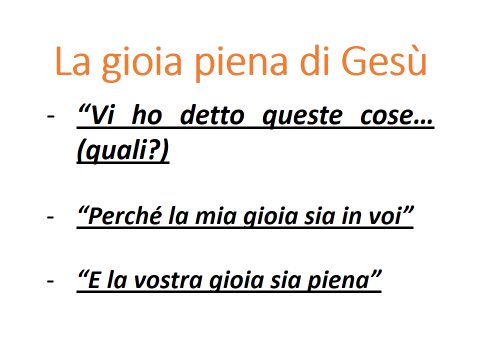 La gioia piena di Gesù
- “Vi ho detto queste cose…
(quali?)
- “Perché la mia gioia sia in voi”
- “E la vostra gioia sia piena”